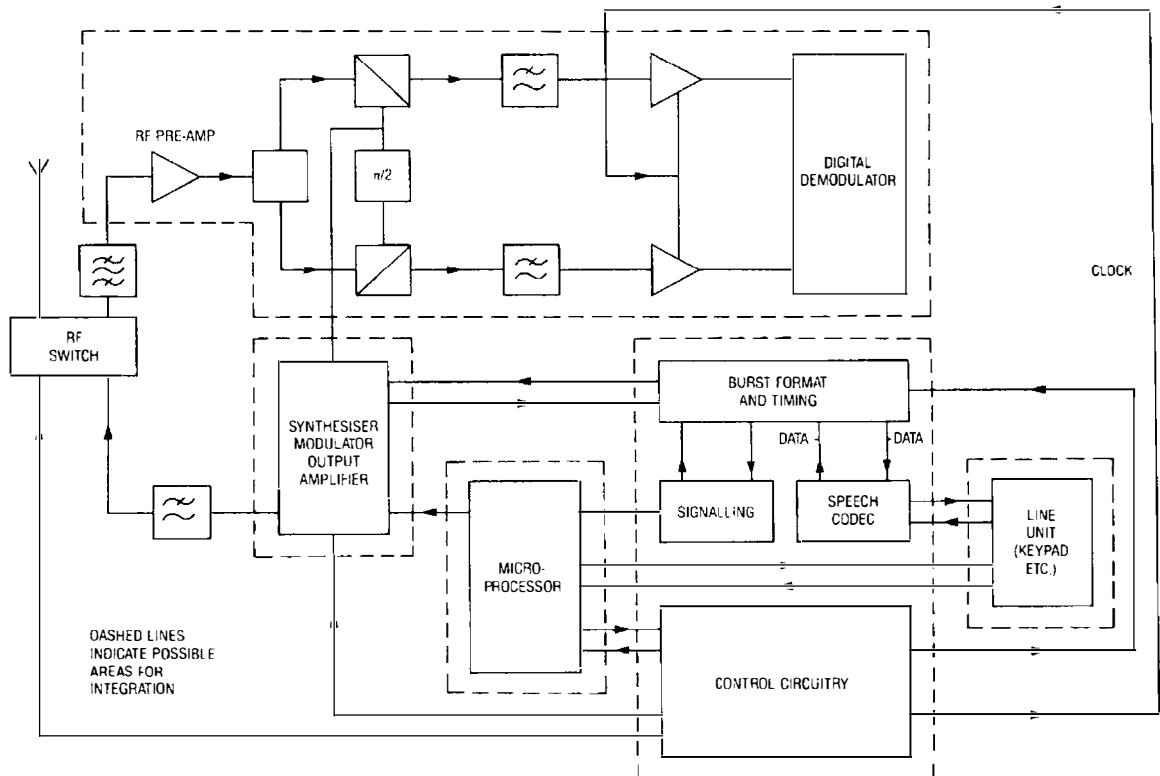 RF PRE-AMP
π/2
DIGITAL
DEMODULATOR
CLOCK
RF
SWITCH
SYNTHESISER
MODULATOR
OUTPUT
AMPLIFIER
BURST FORMAT
AND TIMING
DATA
DATA
SIGNALLING
SPEECH
CODEC
LINE
UNIT
(KEYPAD
ETC.)
MICRO-
PROCESSOR
CONTROL CIRCUITRY
DASHED LINES
INDICATE POSSIBLE
AREAS FOR
INTEGRATION